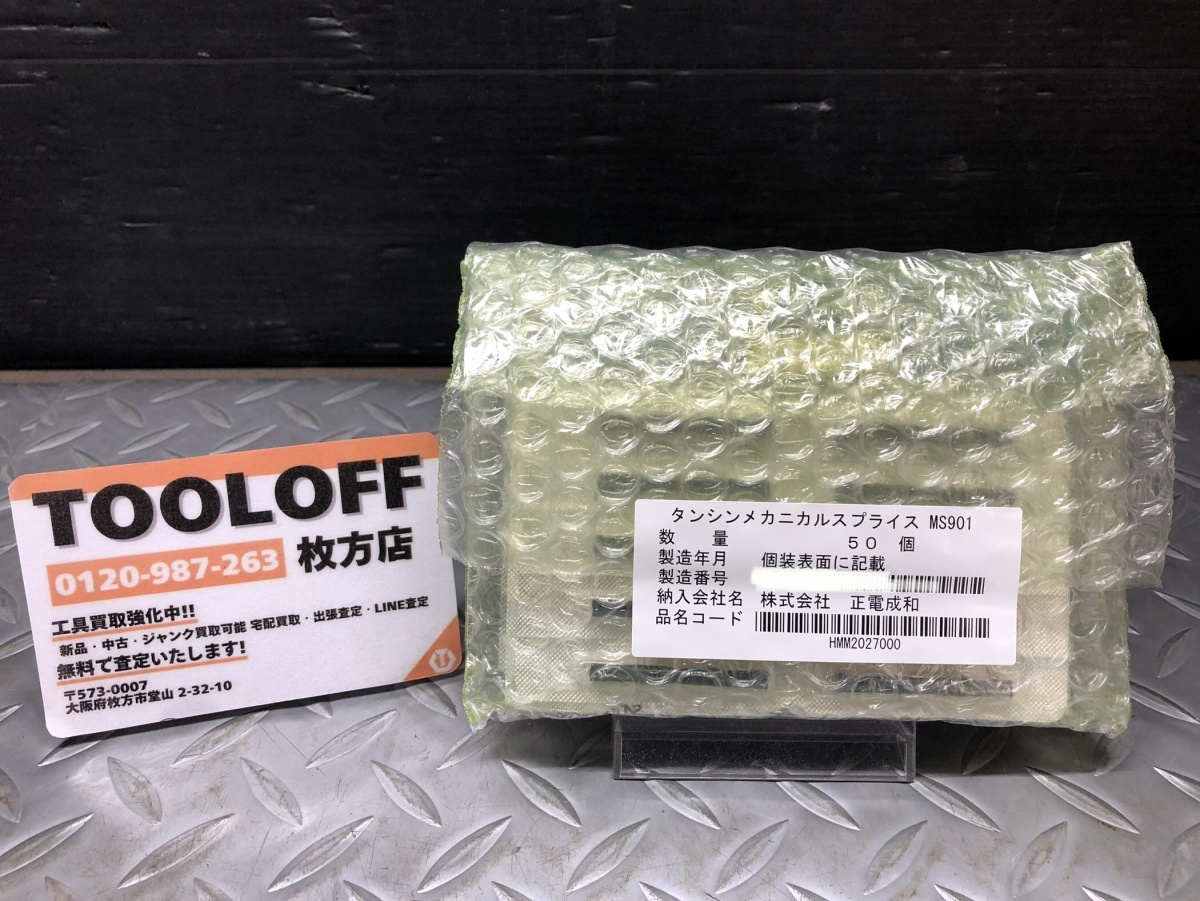 TOOLOFF
0120-987-263 枚方店
工具買取強化中!!
新品・中古・ジャンク買取可能 宅配買取・出張査定・LINE査定
無料で査定いたします!
〒573-0007
大阪府枚方市堂山 2-32-10
タンシンメカニカルスプライス MS901
数 量 50 個
製造年月 個装表面に記載
製造番号
納入会社名 株式会社 正電成和
品名コード
HMM2027000